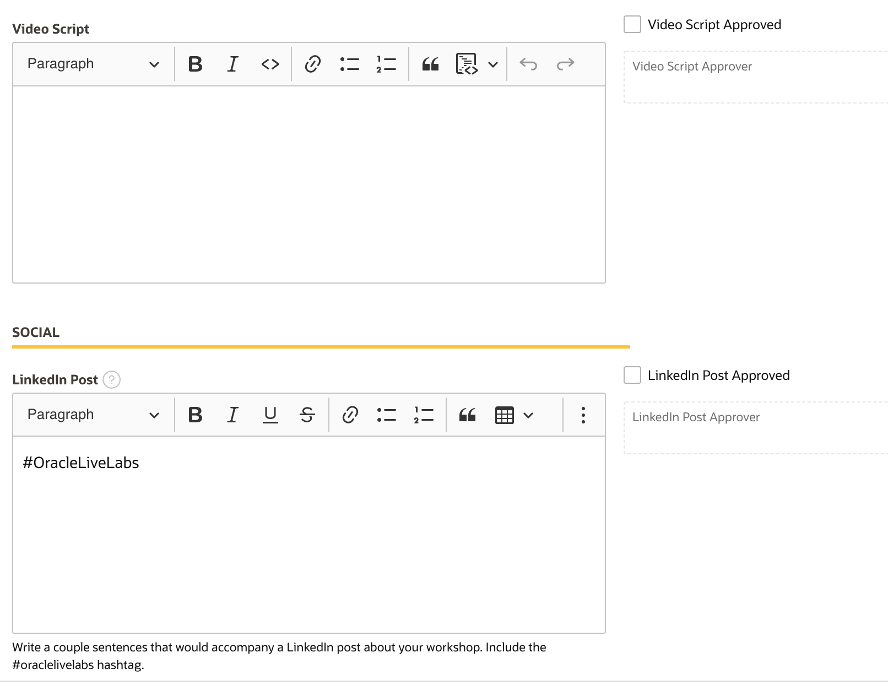 Video Script
Video Script Approved
Paragraph
Video Script Approver
SOCIAL
LinkedIn Post
LinkedIn Post Approved
Paragraph
LinkedIn Post Approver
#OracleLiveLabs
Write a couple sentences that would accompany a LinkedIn post about your workshop. Include the
#oraclelivelabs hashtag.